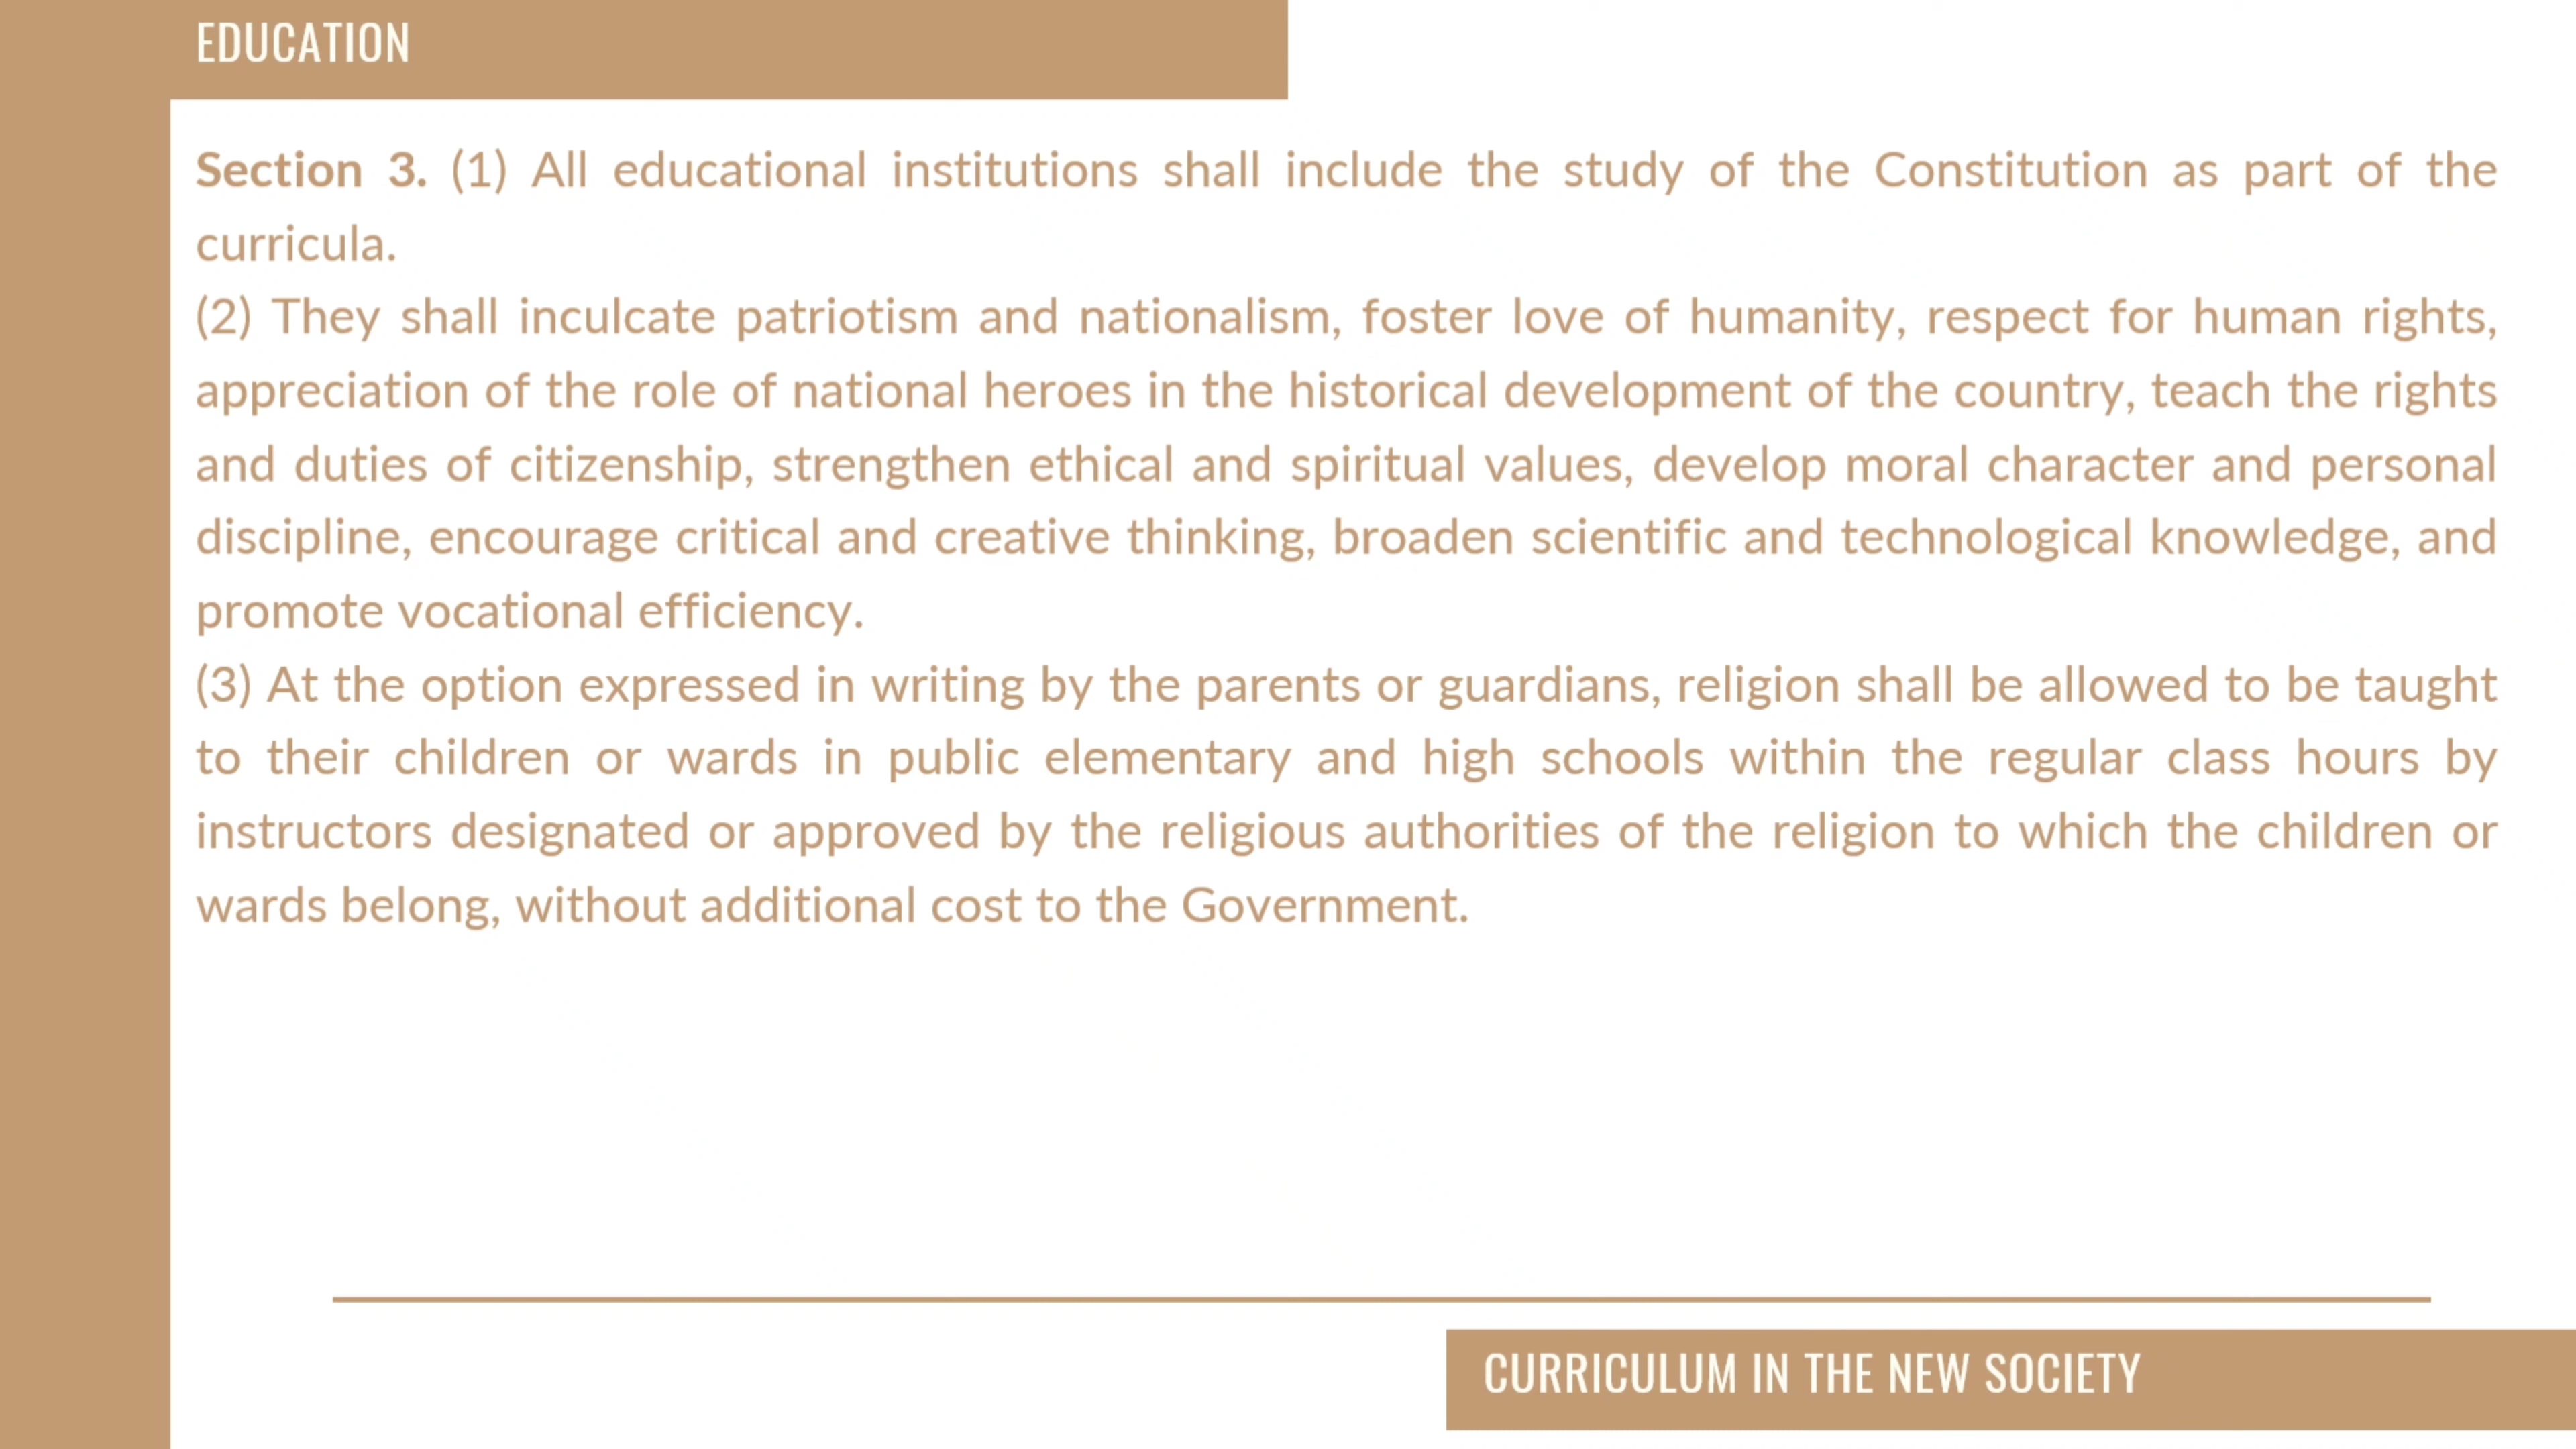 EDUCATION
Section 3. (1) All educational institutions shall include the study of the Constitution as part of the
curricula.
(2) They shall inculcate patriotism and nationalism, foster love of humanity, respect for human rights,
appreciation of the role of national heroes in the historical development of the country, teach the rights
and duties of citizenship, strengthen ethical and spiritual values, develop moral character and personal
discipline, encourage critical and creative thinking, broaden scientific and technological knowledge, and
promote vocational efficiency.
(3) At the option expressed in writing by the parents or guardians, religion shall be allowed to be taught
to their children or wards in public elementary and high schools within the regular class hours by
instructors designated or approved by the religious authorities of the religion to which the children or
wards belong, without additional cost to the Government.
CURRICULUM IN THE NEW SOCIETY